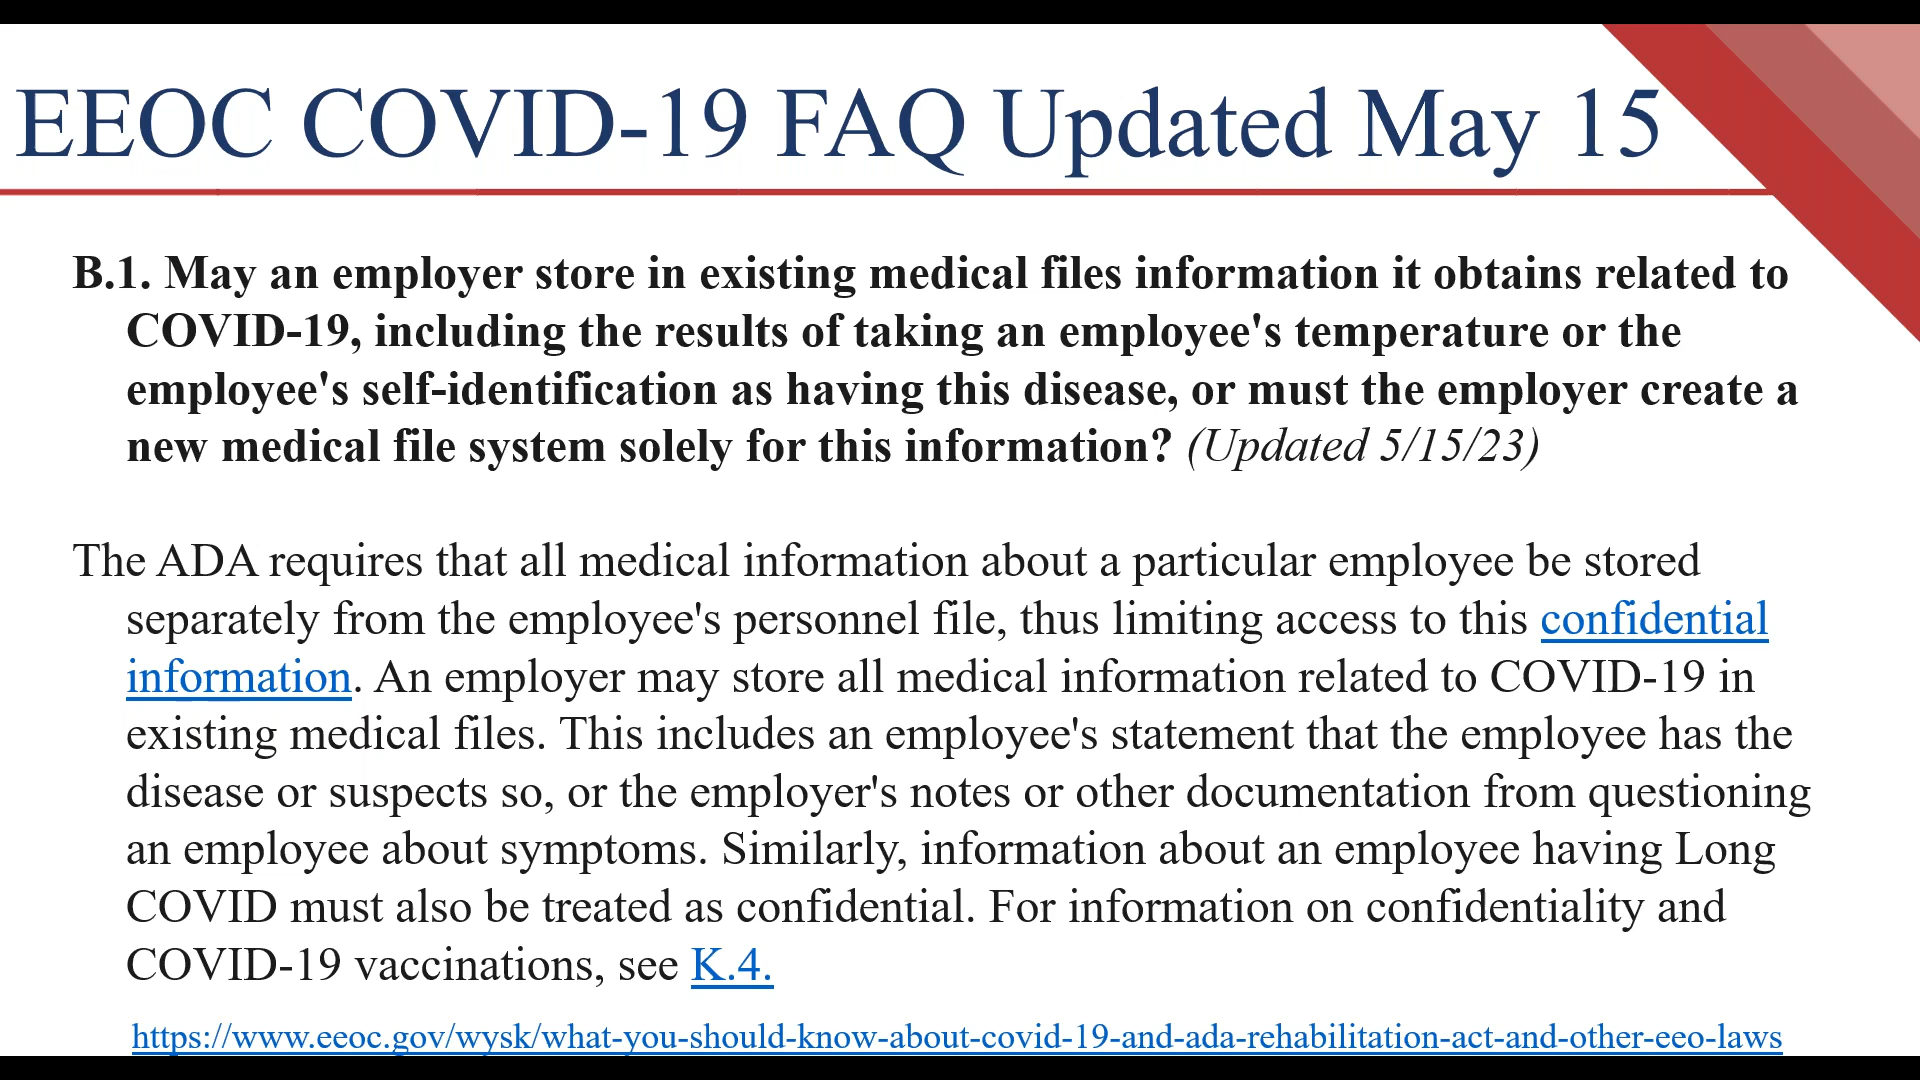 EEOC COVID-19 FAQ Updated May 15
B.1. May an employer store in existing medical files information it obtains related to
COVID-19, including the results of taking an employee's temperature or the
employee's self-identification as having this disease, or must the employer create a
new medical file system solely for this information? (Updated 5/15/23)
The ADA requires that all medical information about a particular employee be stored
separately from the employee's personnel file, thus limiting access to this confidential
information. An employer may store all medical information related to COVID-19 in
existing medical files. This includes an employee's statement that the employee has the
disease or suspects so, or the employer's notes or other documentation from questioning
an employee about symptoms. Similarly, information about an employee having Long
COVID must also be treated as confidential. For information on confidentiality and
COVID-19 vaccinations, see K.4.
https://www.eeoc.gov/wysk/what-you-should-know-about-covid-19-and-ada-rehabilitation-act-and-other-eeo-laws